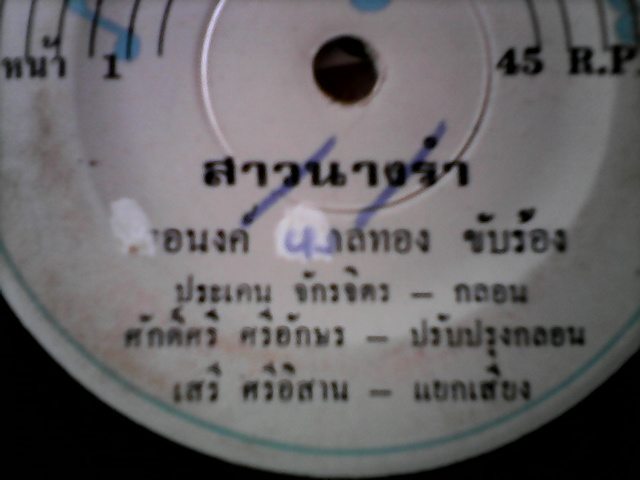 หน้า 1
45 R.P.
สาวนางรำ
ขับร้อง
ประเคน จักรจิตร - กลอน
ศักดิ์ศรี ศรีอักษร - ปรับปรุงกลอน
เสรี ศรีอิสาน - แยกเสียง